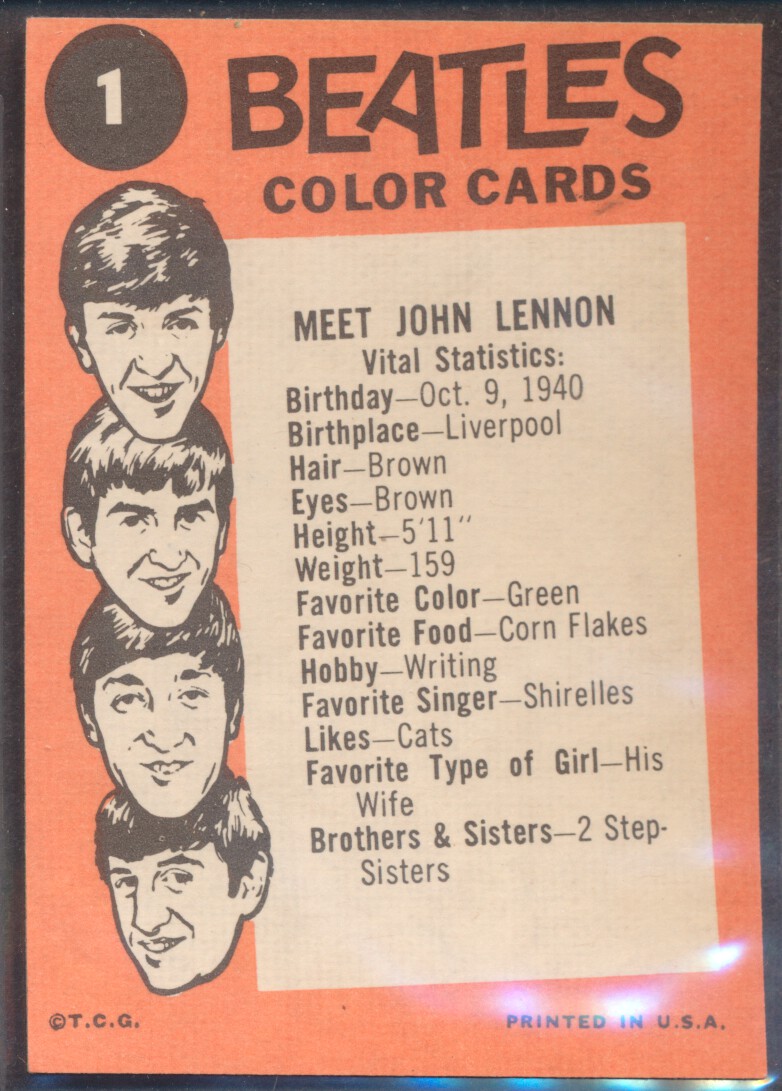 1
BEATLES
COLOR CARDS
MEET JOHN LENNON
Vital Statistics:
Birthday—Oct. 9, 1940
Birthplace—Liverpool
Hair—Brown
Eyes—Brown
Height—5'11"
Weight—159
Favorite Color—Green
Favorite Food—Corn Flakes
Hobby—Writing
Favorite Singer—Shirelles
Likes—Cats
Favorite Type of Girl—His
Wife
Brothers & Sisters—2 Step-
Sisters
©T.C.G.
PRINTED IN U.S.A.